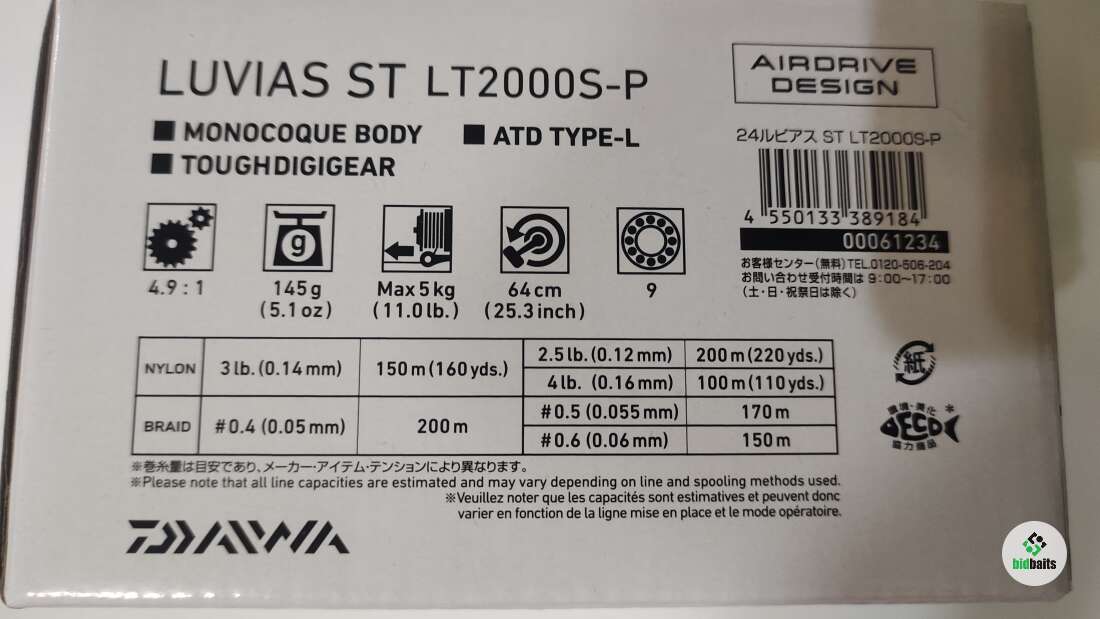 LUVIAS ST LT2000S-P
AIRDRIVE
DESIGN
■ MONOCOQUE BODY ■ ATD TYPE-L
■ TOUGHDIGIGEAR
24ルビアス ST LT2000S-P
4 550133 389184
00061234
お客様センター(無料)TEL.0120-506-204
お問い合わせ受付時間は 9:00~17:00
(土・日・祝祭日は除く)
g
4.9 : 1
145g
(5.1 oz)
Max 5 kg
(11.0 lb.)
64 cm
(25.3 inch)
9
NYLON 3 lb. (0.14 mm) 150 m (160 yds.) 2.5 lb. (0.12 mm) 200 m (220 yds.)
4 lb. (0.16 mm) 100 m (110 yds.)
BRAID #0.4 (0.05 mm) 200 m #0.5 (0.055 mm) 170 m
#0.6 (0.06 mm) 150 m
紙
環境・美化
ECO
協力商品
※巻糸量は目安であり、メーカー・アイテム・テンションにより異なります。
※Please note that all line capacities are estimated and may vary depending on line and spooling methods used.
※Veuillez noter que les capacités sont estimatives et peuvent donc
varier en fonction de la ligne mise en place et le mode opératoire.
DAIWA
bidbaits